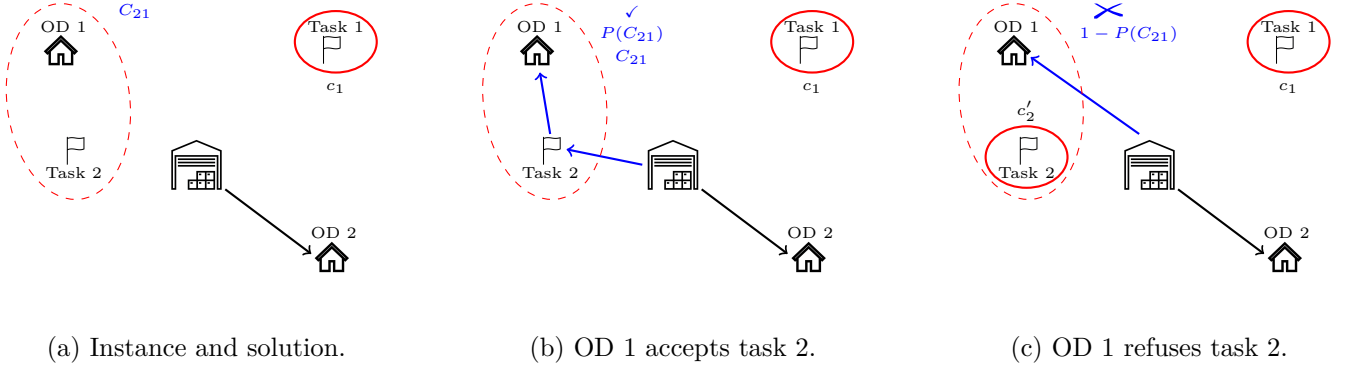 C₂₁
OD 1
Task 1
c₁
Task 2
OD 2
(a) Instance and solution.
✓
P(C₂₁)
C₂₁
OD 1
Task 1
c₁
Task 2
OD 2
(b) OD 1 accepts task 2.
1 − P(C₂₁)
OD 1
Task 1
c₁
c′₂
Task 2
OD 2
(c) OD 1 refuses task 2.